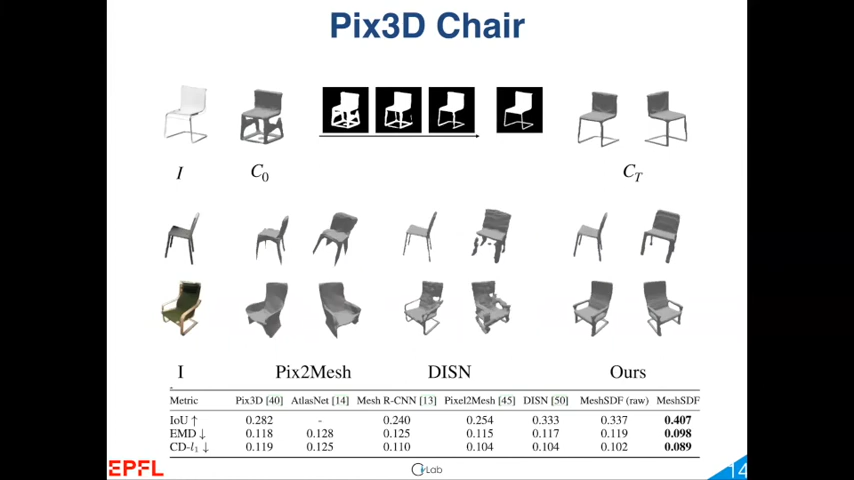 Pix3D Chair
I C₀ C_T
I Pix2Mesh DISN Ours
Metric Pix3D [40] AtlasNet [14] Mesh R-CNN [13] Pixel2Mesh [45] DISN [50] MeshSDF (raw) MeshSDF
IoU ↑ 0.282 - 0.240 0.254 0.333 0.337 0.407
EMD ↓ 0.118 0.128 0.125 0.115 0.117 0.119 0.098
CD-l₁ ↓ 0.119 0.125 0.110 0.104 0.104 0.102 0.089
EPFL CVLab 14